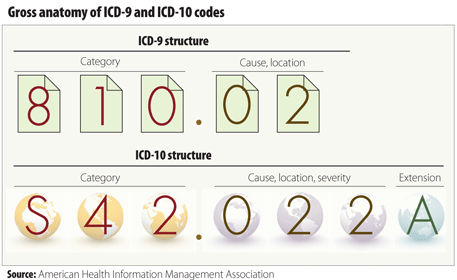 Gross anatomy of ICD-9 and ICD-10 codes
ICD-9 structure
Category Cause, location
810.02
ICD-10 structure
Category Cause, location, severity Extension
S42.022A
Source: American Health Information Management Association